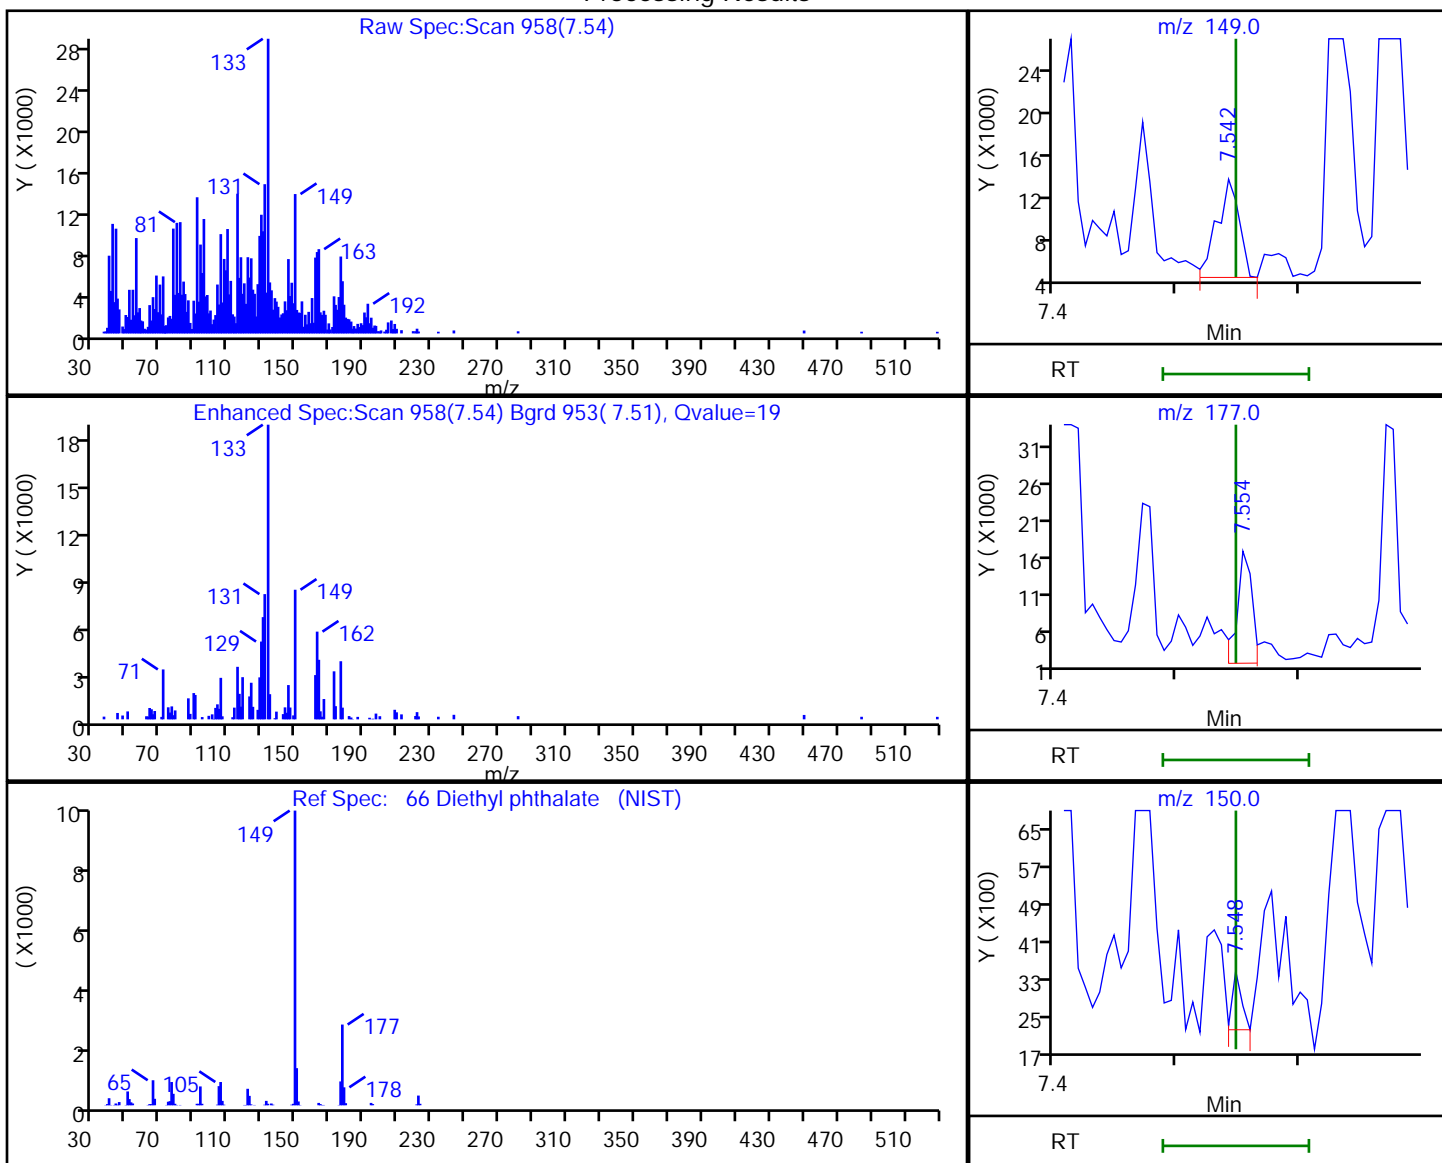 Processing Results
Raw Spec:Scan 958(7.54)
Y ( X1000)
28
24
20
16
12
8
4
0
133
131
149
81
163
192
30 70 110 150 190 230 270 310 350 390 430 470 510
m/z
m/z 149.0
Y ( X1000)
24
20
16
12
8
4
7.542
7.4
Min
RT
Enhanced Spec:Scan 958(7.54) Bgrd 953( 7.51), Qvalue=19
Y ( X1000)
18
15
12
9
6
3
0
133
131
149
129
162
71
30 70 110 150 190 230 270 310 350 390 430 470 510
m/z
m/z 177.0
Y ( X1000)
31
26
21
16
11
6
1
7.554
7.4
Min
RT
Ref Spec: 66 Diethyl phthalate (NIST)
( X1000)
10
8
6
4
2
0
149
177
65
105
178
30 70 110 150 190 230 270 310 350 390 430 470 510
m/z 150.0
Y ( X100)
65
57
49
41
33
25
17
7.548
7.4
Min
RT